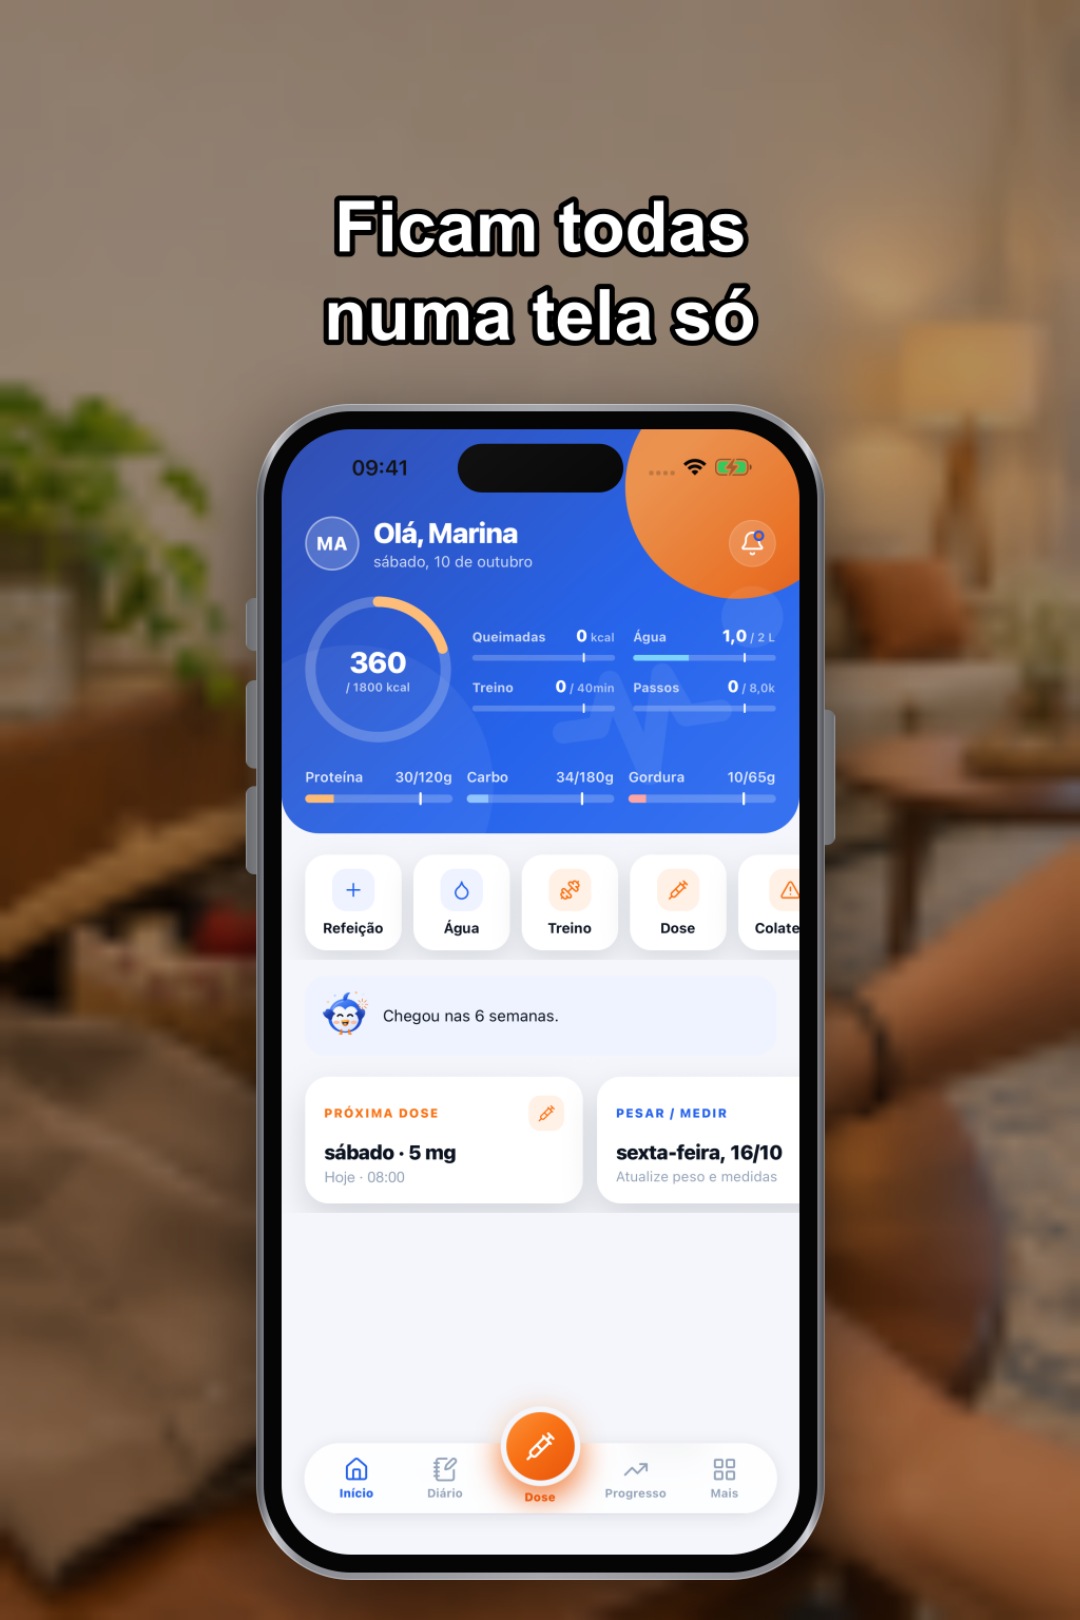 Ficam todas
numa tela só
09:41
MA
Olá, Marina
sábado, 10 de outubro
360
/ 1800 kcal
Queimadas 0 kcal
Água 1,0 / 2 L
Treino 0 / 40min
Passos 0 / 8,0k
Proteína 30/120g
Carbo 34/180g
Gordura 10/65g
Refeição
Água
Treino
Dose
Colate
Chegou nas 6 semanas.
PRÓXIMA DOSE
sábado · 5 mg
Hoje · 08:00
PESAR / MEDIR
sexta-feira, 16/10
Atualize peso e medidas
Início
Diário
Dose
Progresso
Mais